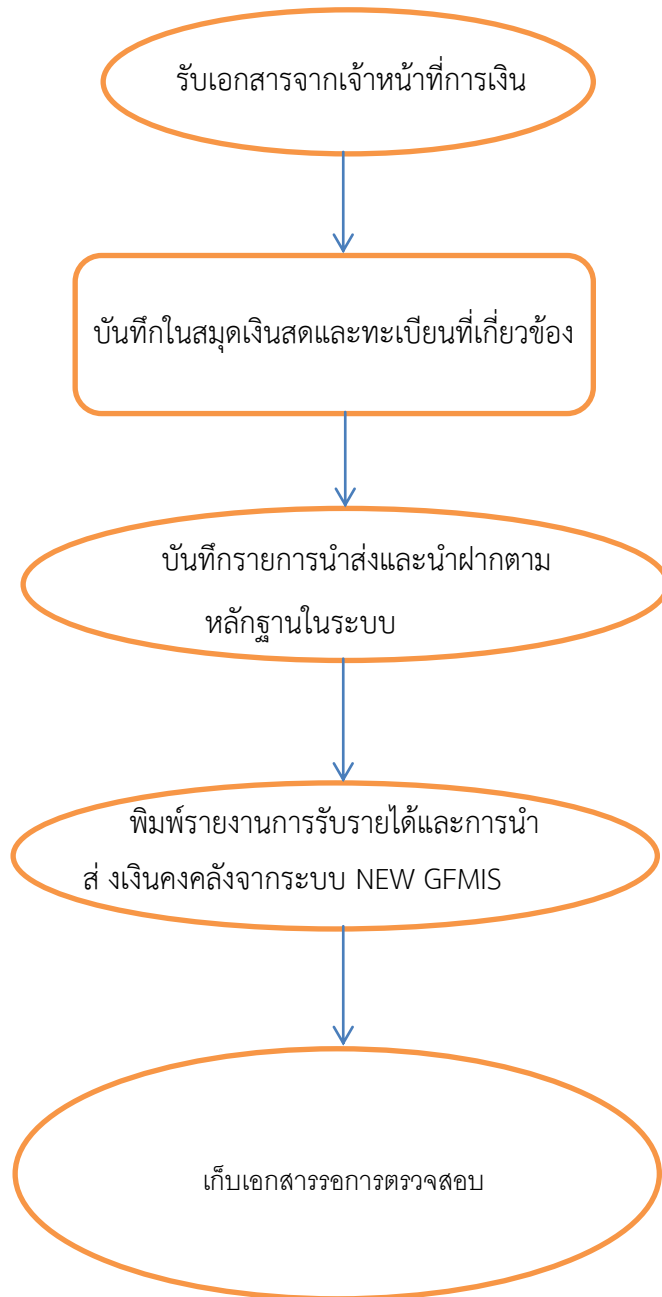 รับเอกสารจากเจ้าหน้าที่การเงิน
บันทึกในสมุดเงินสดและทะเบียนที่เกี่ยวข้อง
บันทึกรายการนำส่งและนำฝากตาม
หลักฐานในระบบ
พิมพ์รายงานการรับรายได้และการนำ
ส่ งเงินคงคลังจากระบบ NEW GFMIS
เก็บเอกสารรอการตรวจสอบ